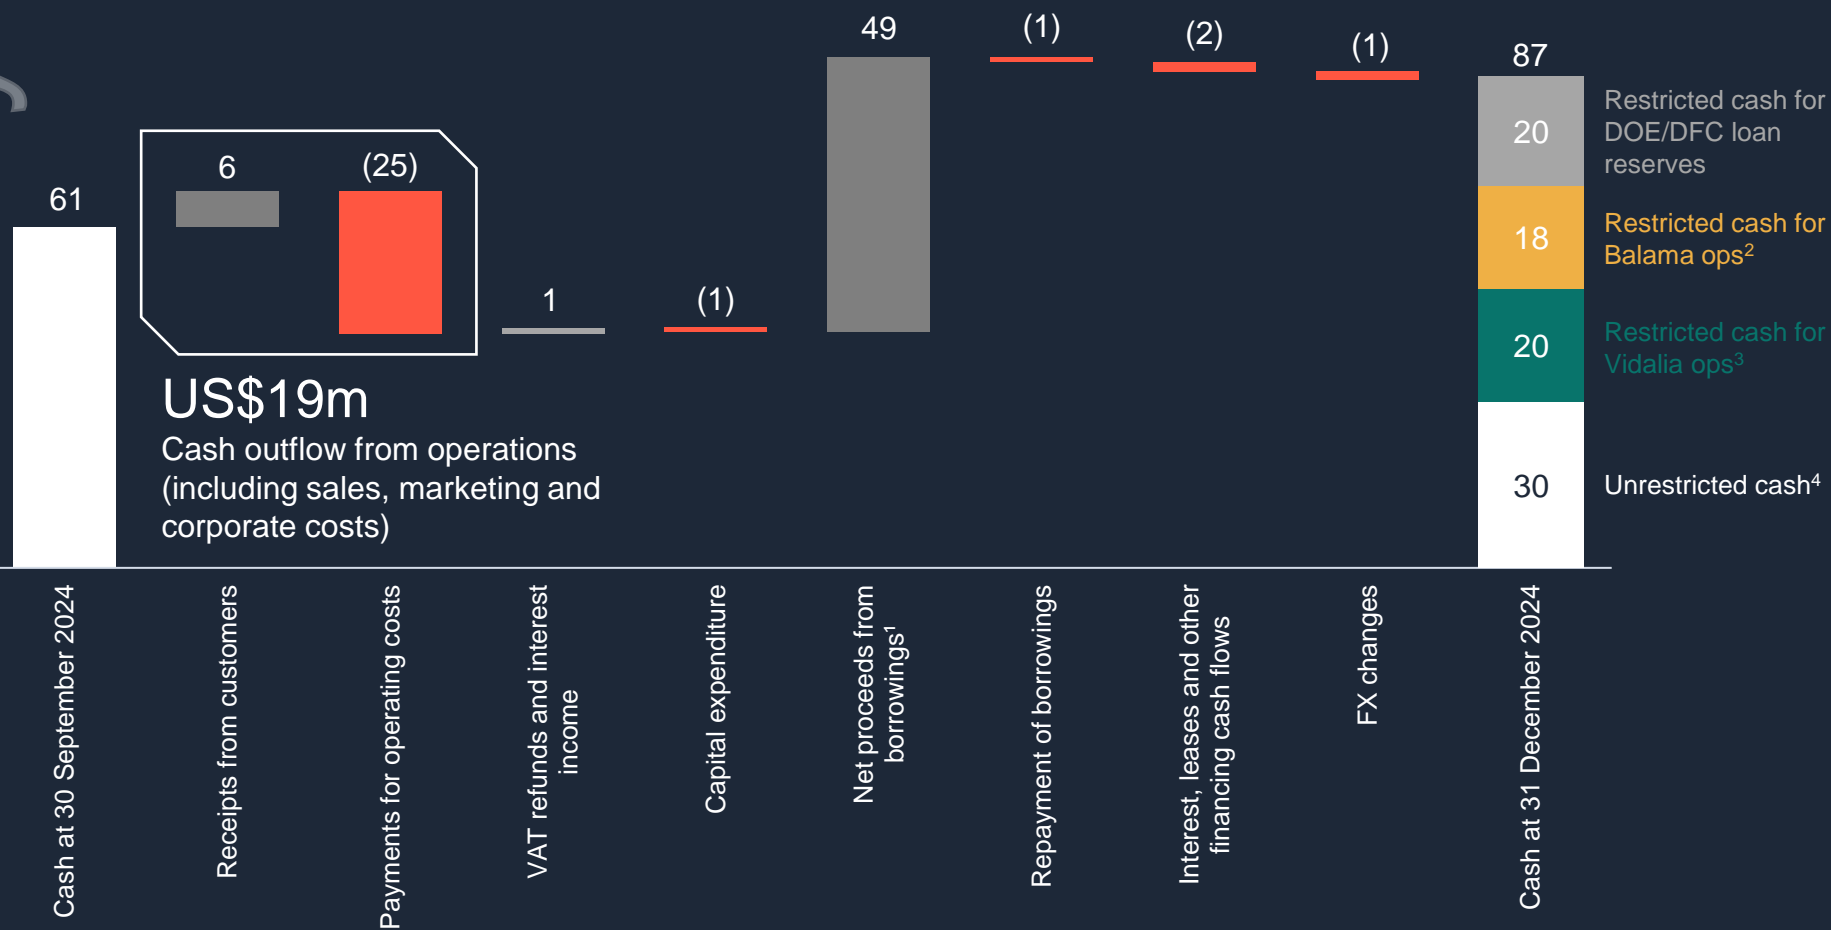 49
(1)
(2)
(1)
87
61
6
(25)
1
(1)
20
18
20
30
Restricted cash for
DOE/DFC loan
reserves
Restricted cash for
Balama ops²
Restricted cash for
Vidalia ops³
Unrestricted cash⁴
US$19m
Cash outflow from operations
(including sales, marketing and
corporate costs)
Cash at 30 September 2024
Receipts from customers
Payments for operating costs
VAT refunds and interest
income
Capital expenditure
Net proceeds from
borrowings¹
Repayment of borrowings
Interest, leases and other
financing cash flows
FX changes
Cash at 31 December 2024